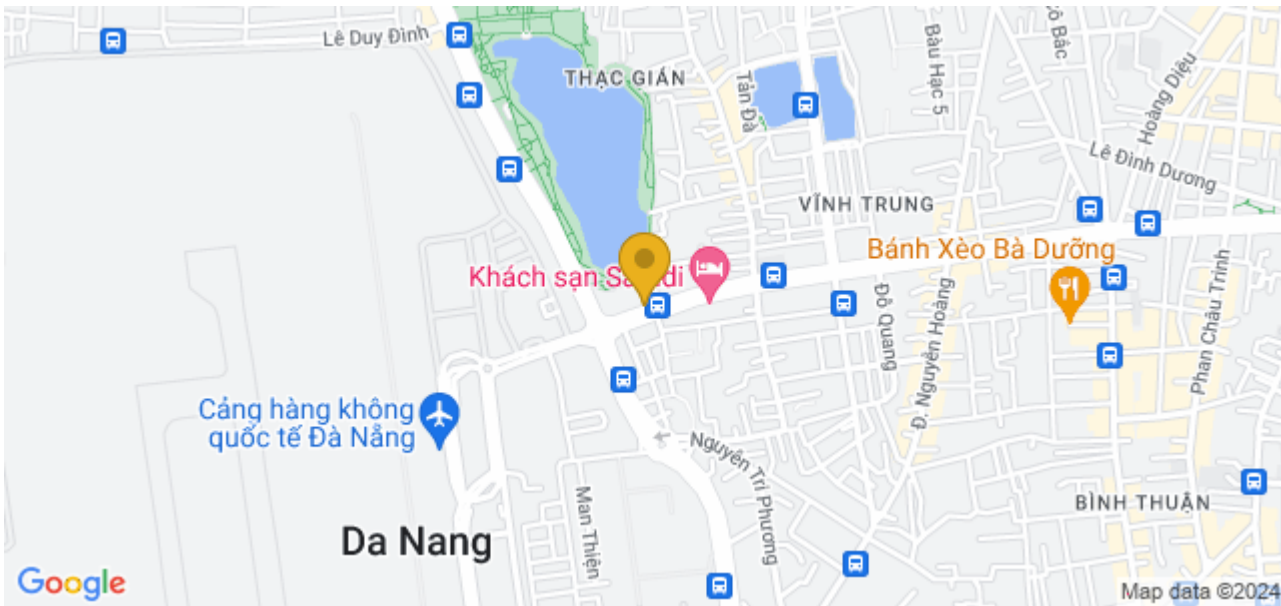 Lê Duy Đình
THẠC GIÁN
Tản Đà
Bàu Hạc 5
Hoàng Diệu
Lê Đình Dương
VĨNH TRUNG
Bánh Xèo Bà Dưỡng
Khách sạn
Đỗ Quang
Đ. Nguyễn Hoàng
Phan Châu Trinh
Cảng hàng không
quốc tế Đà Nẵng
Nguyễn Tri Phương
Man Thiện
BÌNH THUẬN
Da Nang
Google
Map data ©2024